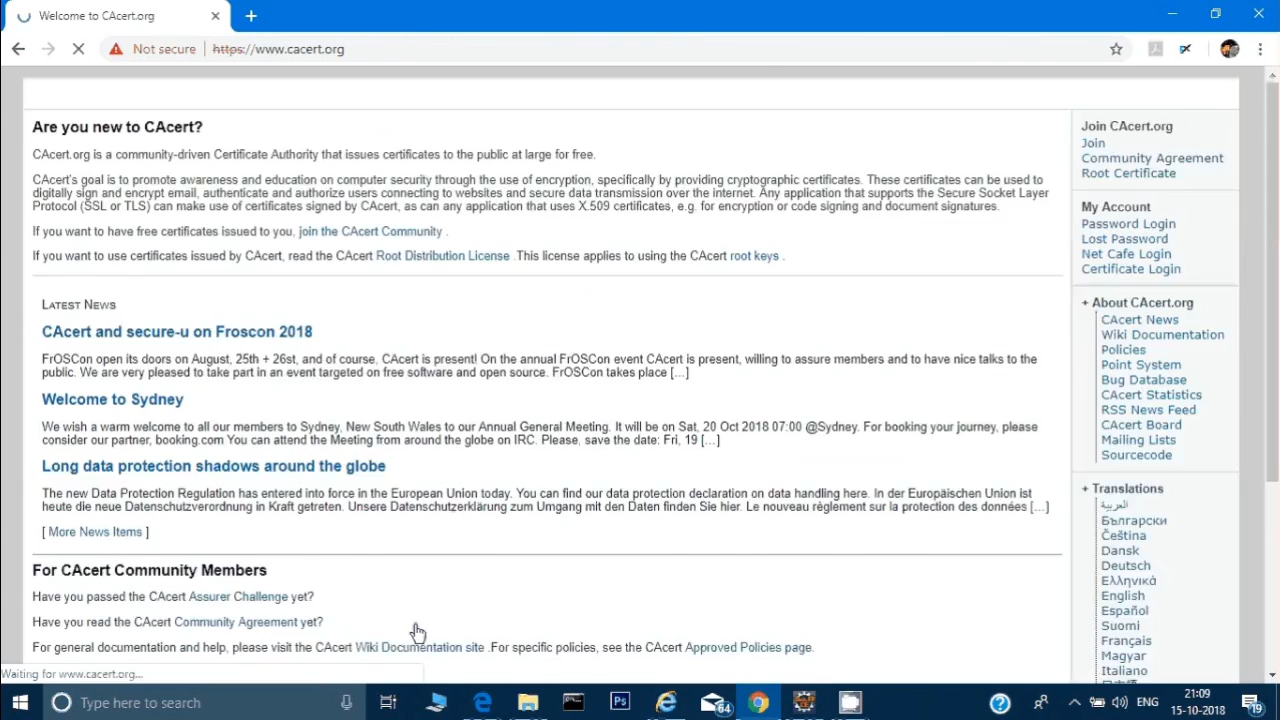 Welcome to CAcert.org
Not secure
https://www.cacert.org
Are you new to CAcert?
CAcert.org is a community-driven Certificate Authority that issues certificates to the public at large for free.
CAcert's goal is to promote awareness and education on computer security through the use of encryption, specifically by providing cryptographic certificates. These certificates can be used to
digitally sign and encrypt email, authenticate and authorize users connecting to websites and secure data transmission over the internet. Any application that supports the Secure Socket Layer
Protocol (SSL or TLS) can make use of certificates signed by CAcert, as can any application that uses X.509 certificates, e.g. for encryption or code signing and document signatures.
If you want to have free certificates issued to you, join the CAcert Community .
If you want to use certificates issued by CAcert, read the CAcert Root Distribution License .This license applies to using the CAcert root keys .
Latest News
CAcert and secure-u on Froscon 2018
FrOSCon open its doors on August, 25th + 26st, and of course, CAcert is present! On the annual FrOSCon event CAcert is present, willing to assure members and to have nice talks to the
public. We are very pleased to take part in an event targeted on free software and open source. FrOSCon takes place [...]
Welcome to Sydney
We wish a warm welcome to all our members to Sydney, New South Wales to our Annual General Meeting. It will be on Sat, 20 Oct 2018 07:00 @Sydney. For booking your journey, please
consider our partner, booking.com You can attend the Meeting from around the globe on IRC. Please, save the date: Fri, 19 [...]
Long data protection shadows around the globe
The new Data Protection Regulation has entered into force in the European Union today. You can find our data protection declaration on data handling here. In der Europäischen Union ist
heute die neue Datenschutzverordnung in Kraft getreten. Unsere Datenschutzerklärung zum Umgang mit den Daten finden Sie hier. Le nouveau règlement sur la protection des données [...]
[ More News Items ]
For CAcert Community Members
Have you passed the CAcert Assurer Challenge yet?
Have you read the CAcert Community Agreement yet?
For general documentation and help, please visit the CAcert Wiki Documentation site .For specific policies, see the CAcert Approved Policies page.
Waiting for www.cacert.org...
Join CAcert.org
Join
Community Agreement
Root Certificate
My Account
Password Login
Lost Password
Net Cafe Login
Certificate Login
+ About CAcert.org
CAcert News
Wiki Documentation
Policies
Point System
Bug Database
CAcert Statistics
RSS News Feed
CAcert Board
Mailing Lists
Sourcecode
+ Translations
العربية
Български
Čeština
Dansk
Deutsch
Ελληνικά
English
Español
Suomi
Français
Magyar
Italiano
Type here to search
Ps
64
ENG
21:09
15-10-2018
19